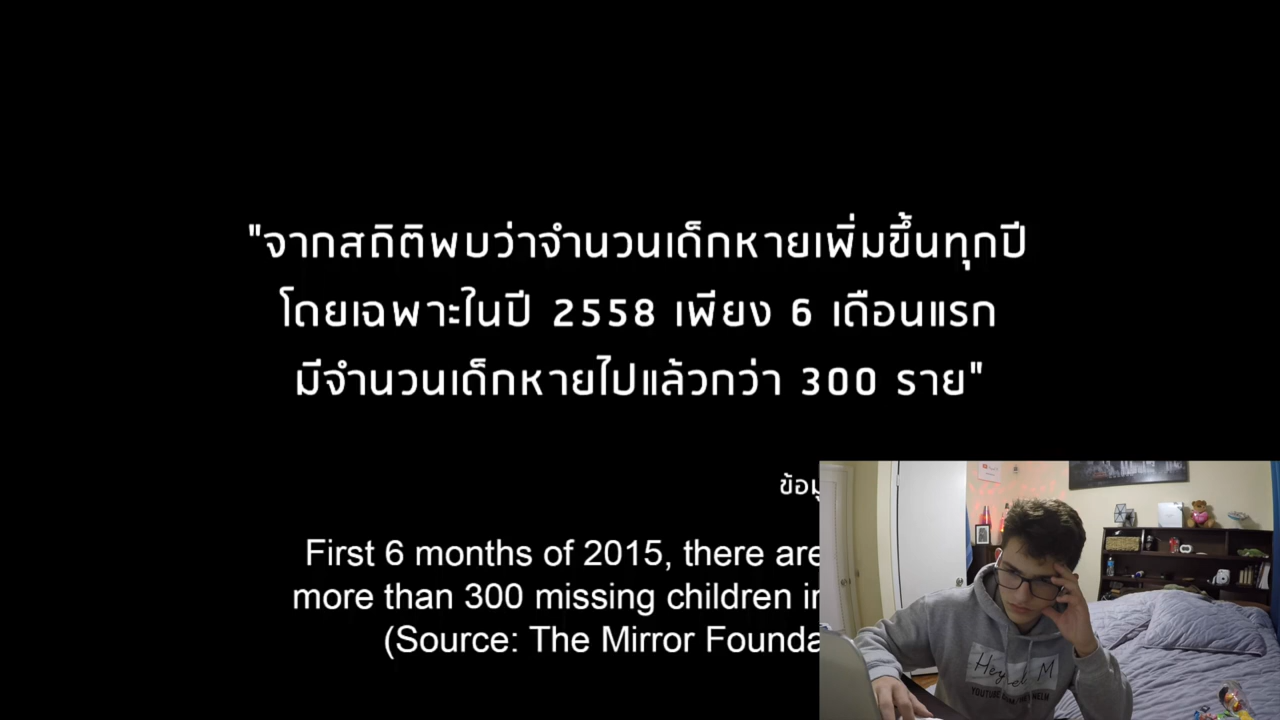 "จากสถิติพบว่าจำนวนเด็กหายเพิ่มขึ้นทุกปี
โดยเฉพาะในปี 2558 เพียง 6 เดือนแรก
มีจำนวนเด็กหายไปแล้วกว่า 300 ราย"
First 6 months of 2015, there are
more than 300 missing children
(Source: The Mirror